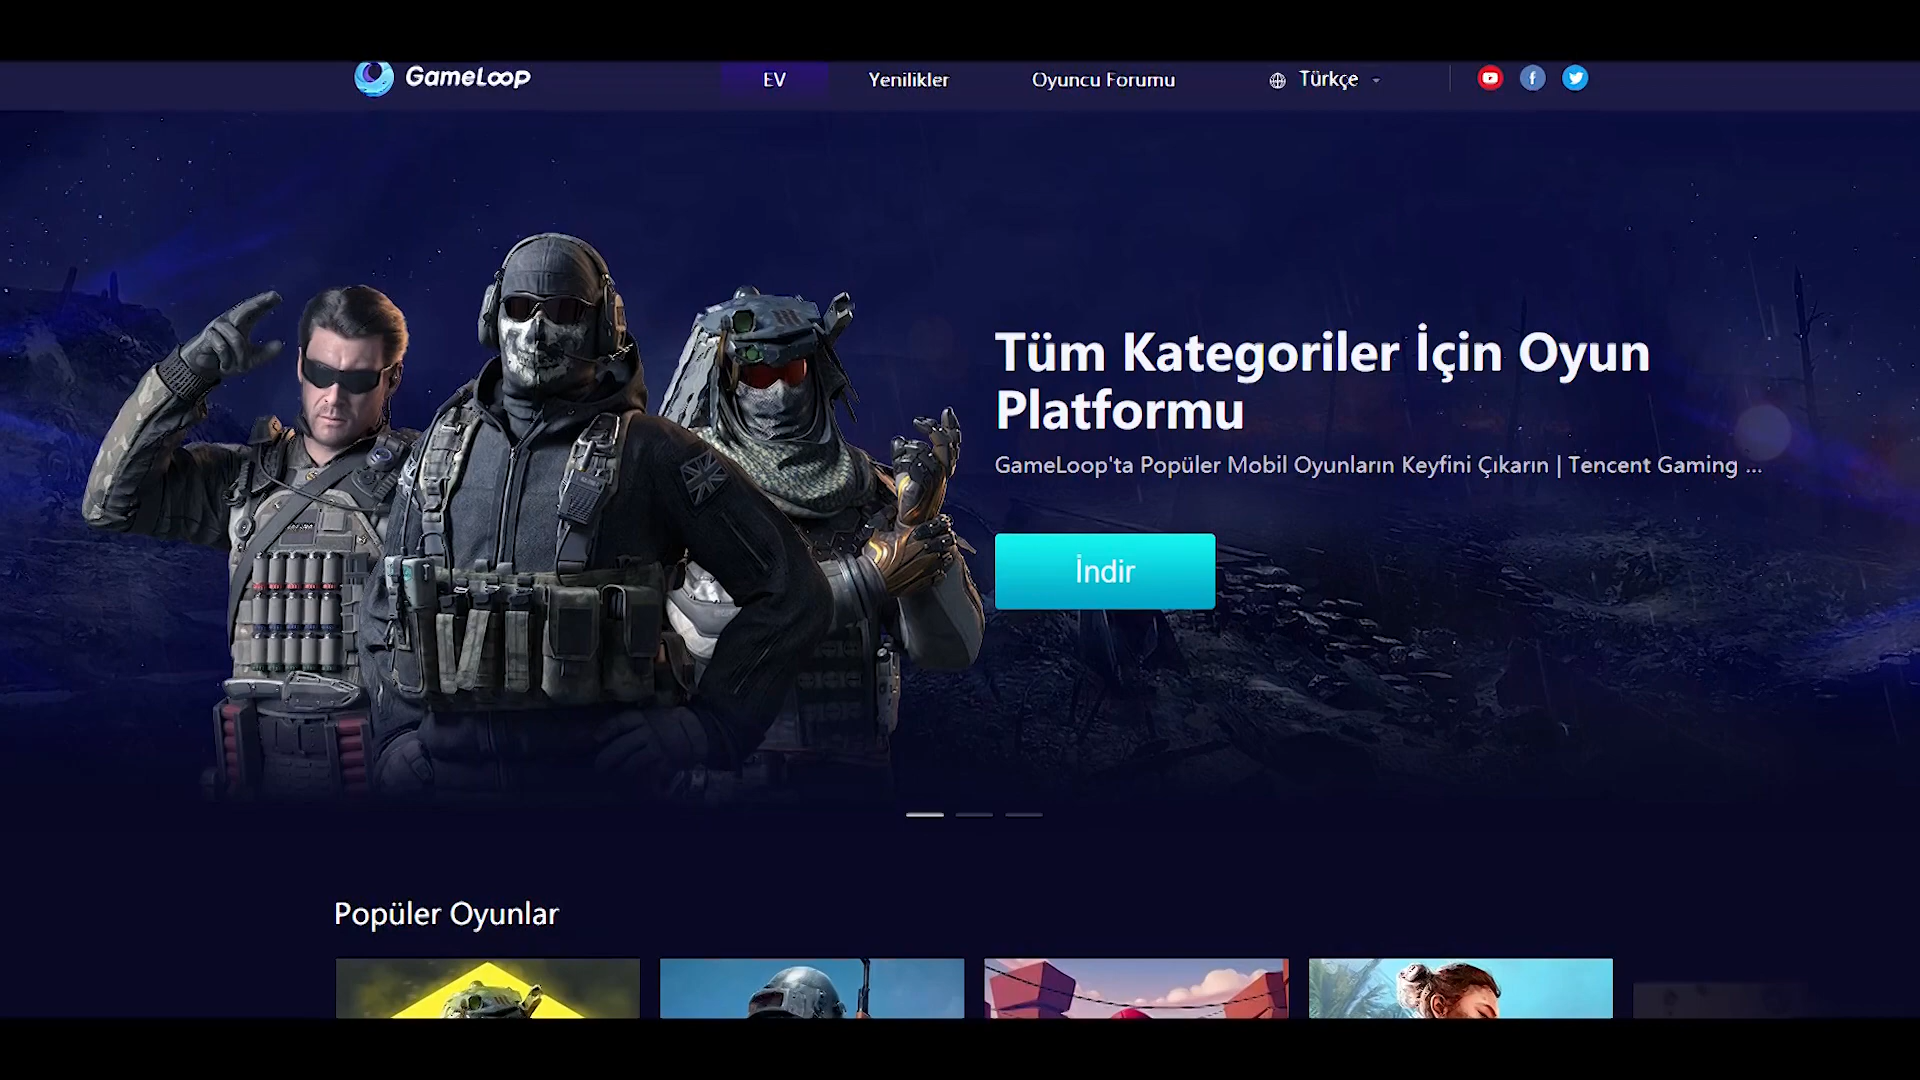 GameLoop
EV
Yenilikler
Oyuncu Forumu
Türkçe
Tüm Kategoriler İçin Oyun
Platformu
GameLoop'ta Popüler Mobil Oyunların Keyfini Çıkarın | Tencent Gaming ...
İndir
Popüler Oyunlar